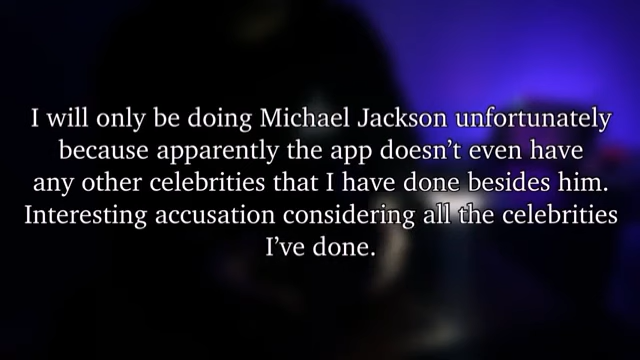 I will only be doing Michael Jackson unfortunately
because apparently the app doesn’t even have
any other celebrities that I have done besides him.
Interesting accusation considering all the celebrities
I’ve done.